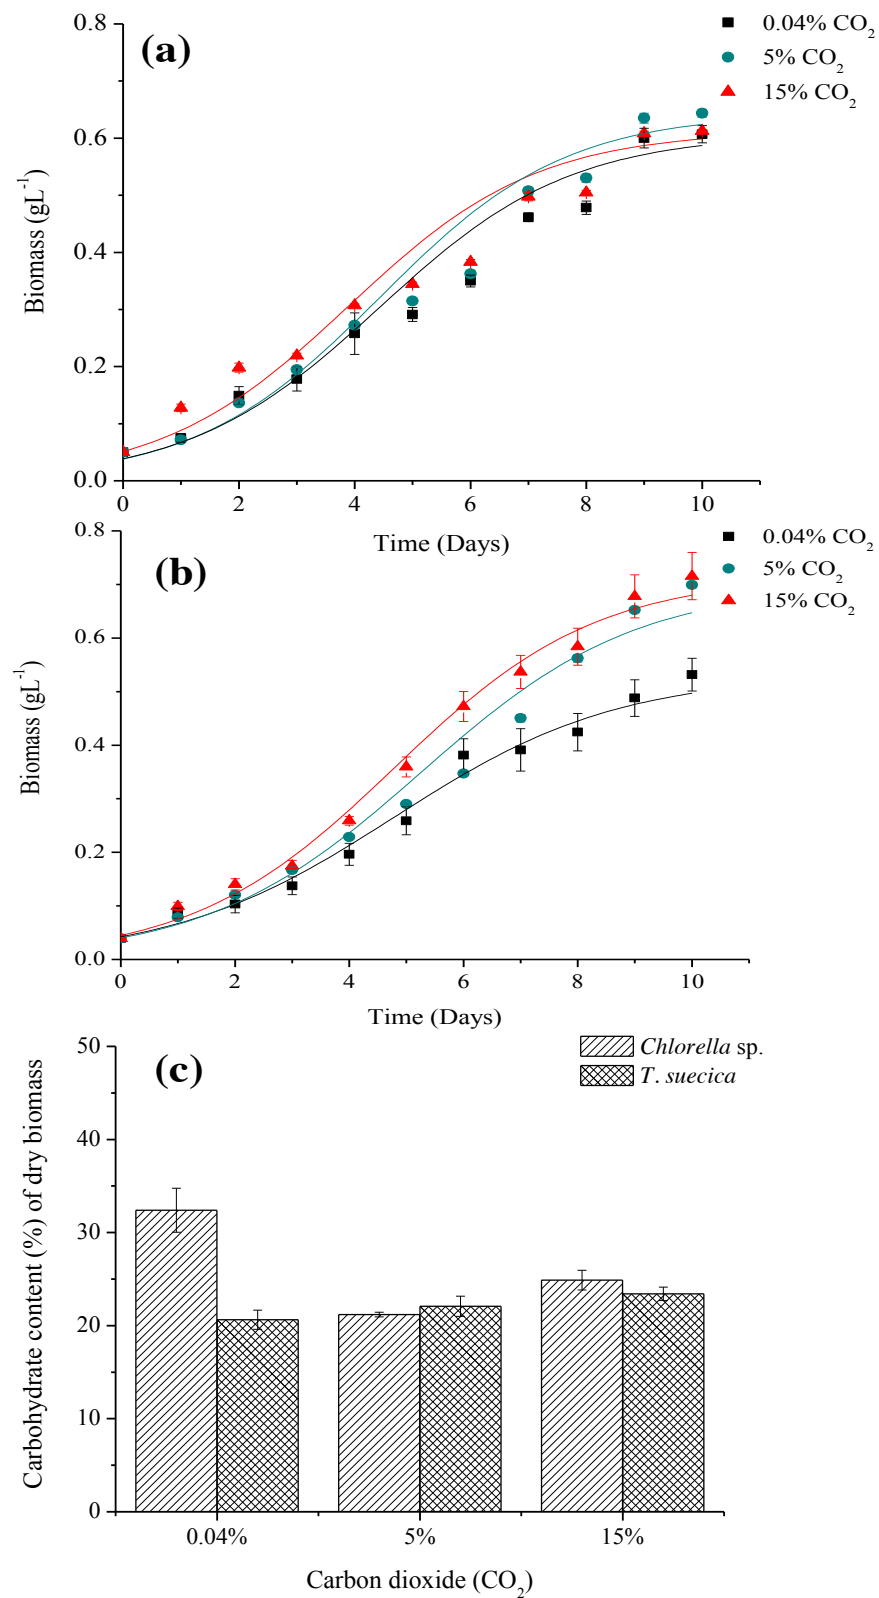 (a)
0.04% CO₂
5% CO₂
15% CO₂
Biomass (gL⁻¹)
0.8
0.6
0.4
0.2
0.0
0 2 4 6 8 10
Time (Days)
(b)
0.04% CO₂
5% CO₂
15% CO₂
Biomass (gL⁻¹)
0.8
0.6
0.4
0.2
0.0
0 2 4 6 8 10
Time (Days)
(c)
Chlorella sp.
T. suecica
Carbohydrate content (%) of dry biomass
50
40
30
20
10
0
0.04% 5% 15%
Carbon dioxide (CO₂)